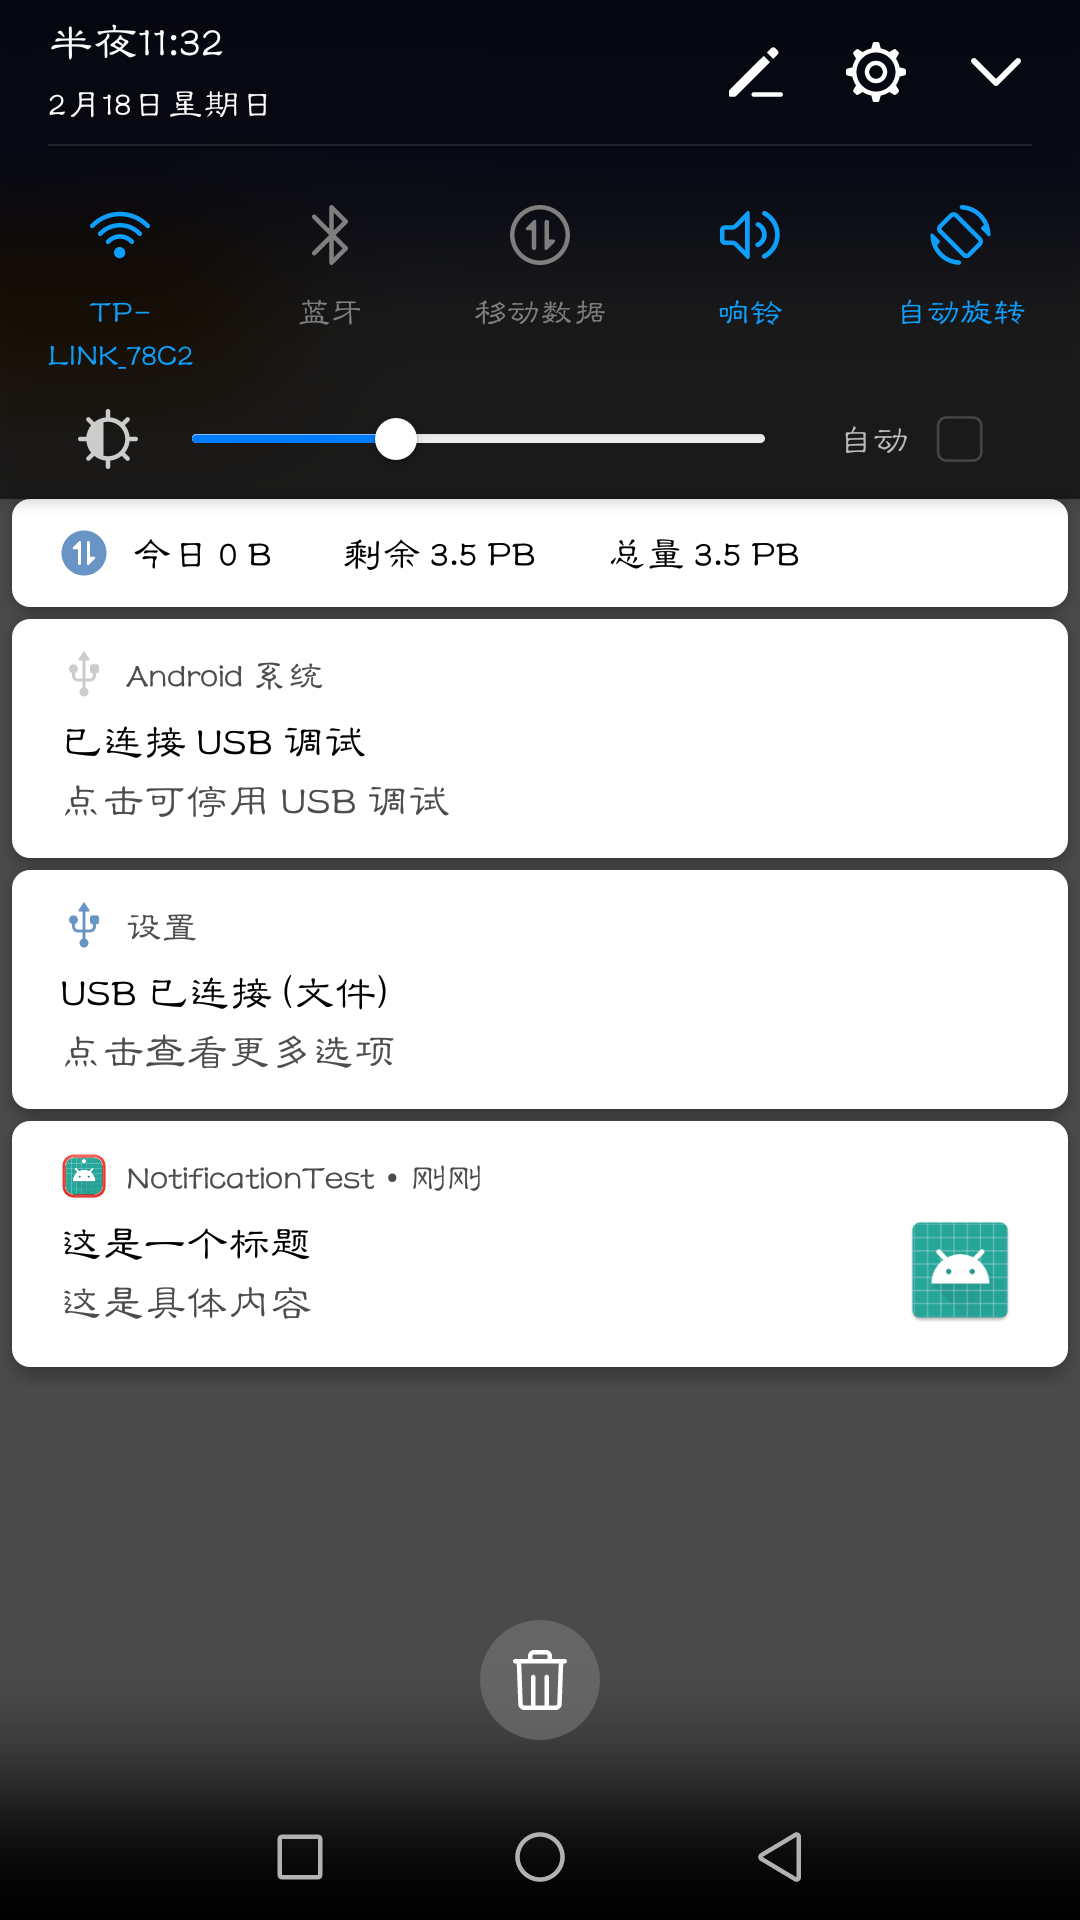 半夜11:32
2月18日星期日
TP-
LINK_78C2
蓝牙
移动数据
响铃
自动旋转
自动
今日 0 B 剩余 3.5 PB 总量 3.5 PB
Android 系统
已连接 USB 调试
点击可停用 USB 调试
设置
USB 已连接 (文件)
点击查看更多选项
NotificationTest • 刚刚
这是一个标题
这是具体内容